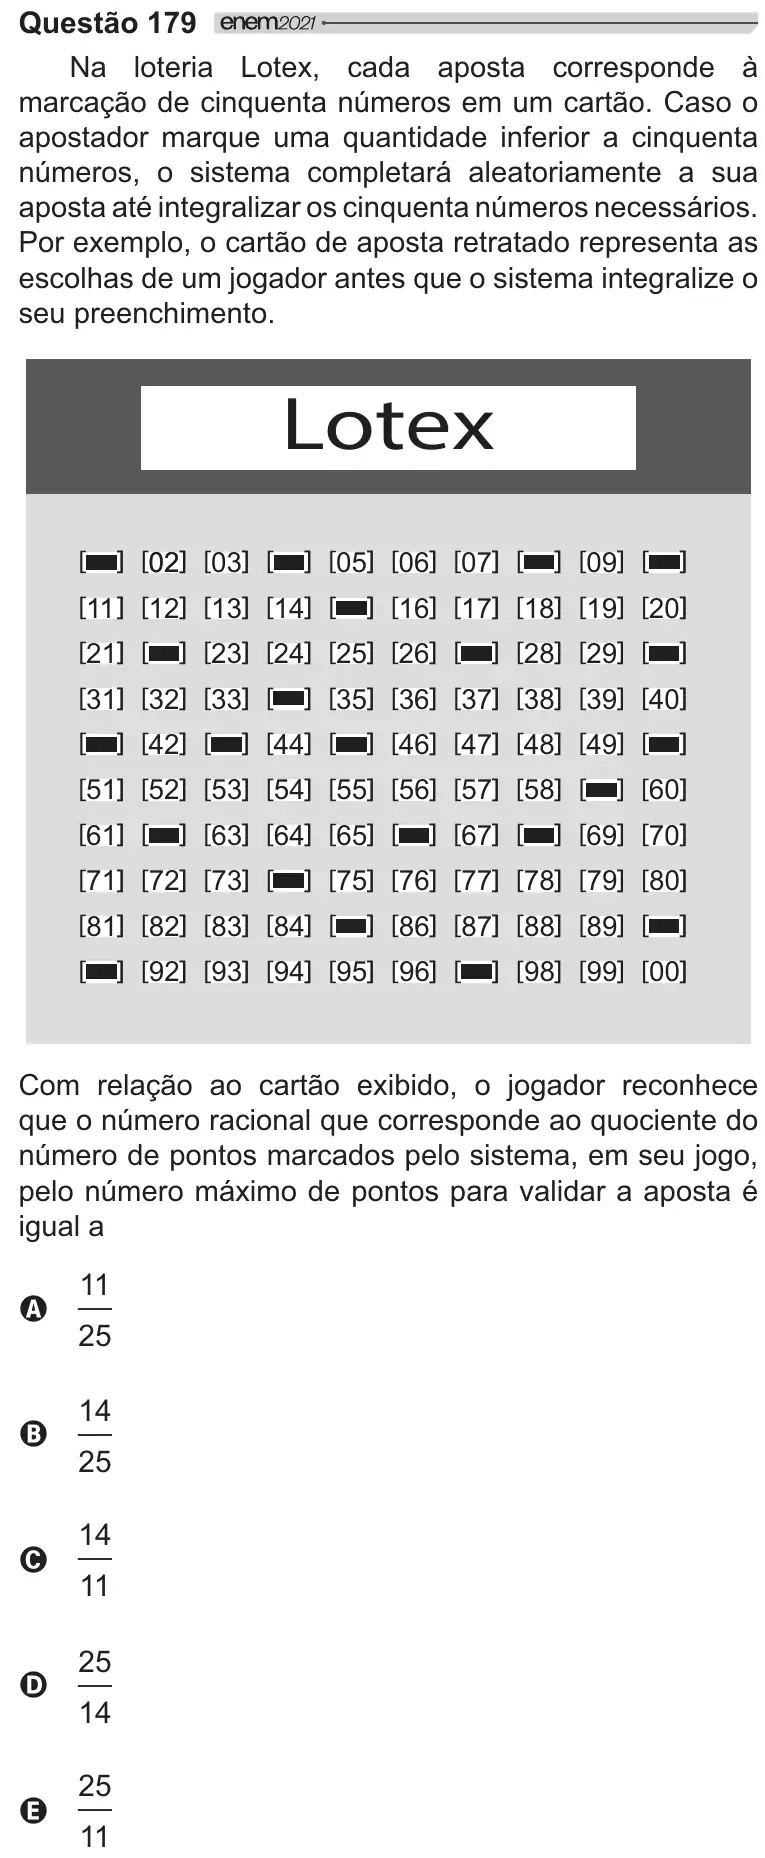 Questão 179 enem2021
Na loteria Lotex, cada aposta corresponde à
marcação de cinquenta números em um cartão. Caso o
apostador marque uma quantidade inferior a cinquenta
números, o sistema completará aleatoriamente a sua
aposta até integralizar os cinquenta números necessários.
Por exemplo, o cartão de aposta retratado representa as
escolhas de um jogador antes que o sistema integralize o
seu preenchimento.
Lotex
[ ] [02] [03] [ ] [05] [06] [07] [ ] [09] [ ]
[11] [12] [13] [14] [ ] [16] [17] [18] [19] [20]
[21] [ ] [23] [24] [25] [26] [ ] [28] [29] [ ]
[31] [32] [33] [ ] [35] [36] [37] [38] [39] [40]
[ ] [42] [ ] [44] [ ] [46] [47] [48] [49] [ ]
[51] [52] [53] [54] [55] [56] [57] [58] [ ] [60]
[61] [ ] [63] [64] [65] [ ] [67] [ ] [69] [70]
[71] [72] [73] [ ] [75] [76] [77] [78] [79] [80]
[81] [82] [83] [84] [ ] [86] [87] [88] [89] [ ]
[ ] [92] [93] [94] [95] [96] [ ] [98] [99] [00]
Com relação ao cartão exibido, o jogador reconhece
que o número racional que corresponde ao quociente do
número de pontos marcados pelo sistema, em seu jogo,
pelo número máximo de pontos para validar a aposta é
igual a
A 11
25
B 14
25
C 14
11
D 25
14
E 25
11